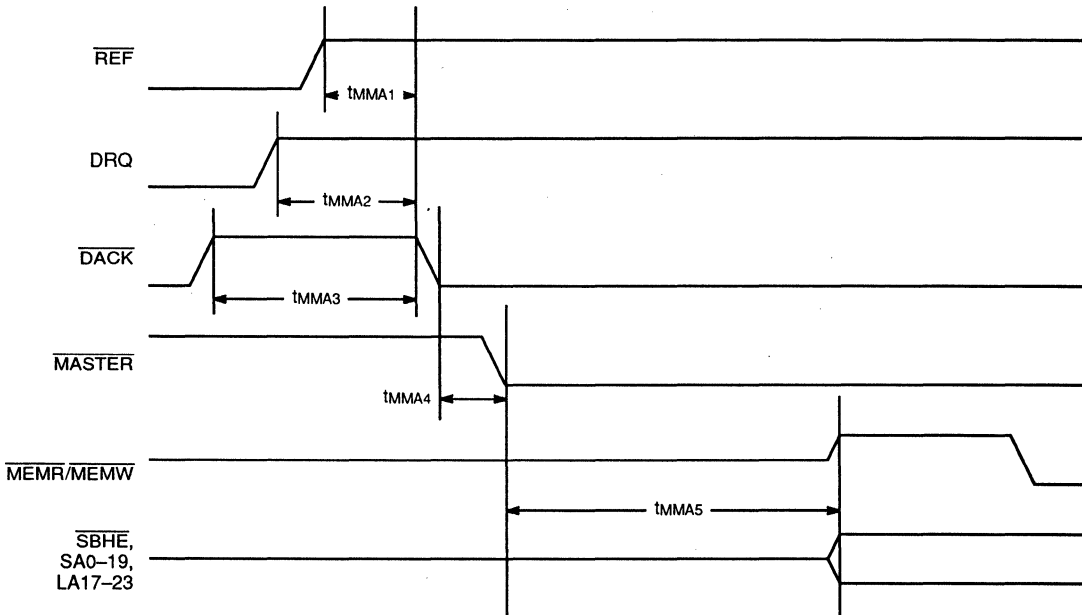 REF
tMMA1
DRQ
tMMA2
DACK
tMMA3
MASTER
tMMA4
MEMR/MEMW
tMMA5
SBHE,
SA0–19,
LA17–23